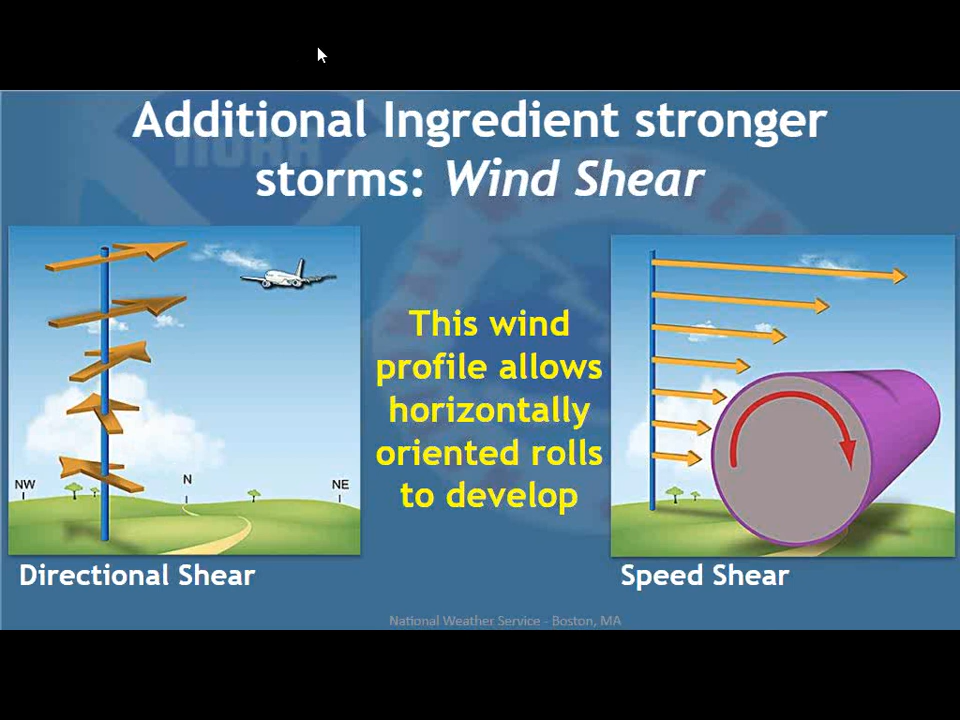 Additional Ingredient stronger
storms: Wind Shear
NOAA
This wind
profile allows
horizontally
oriented rolls
to develop
NW
N
NE
Directional Shear
Speed Shear
National Weather Service - Boston, MA